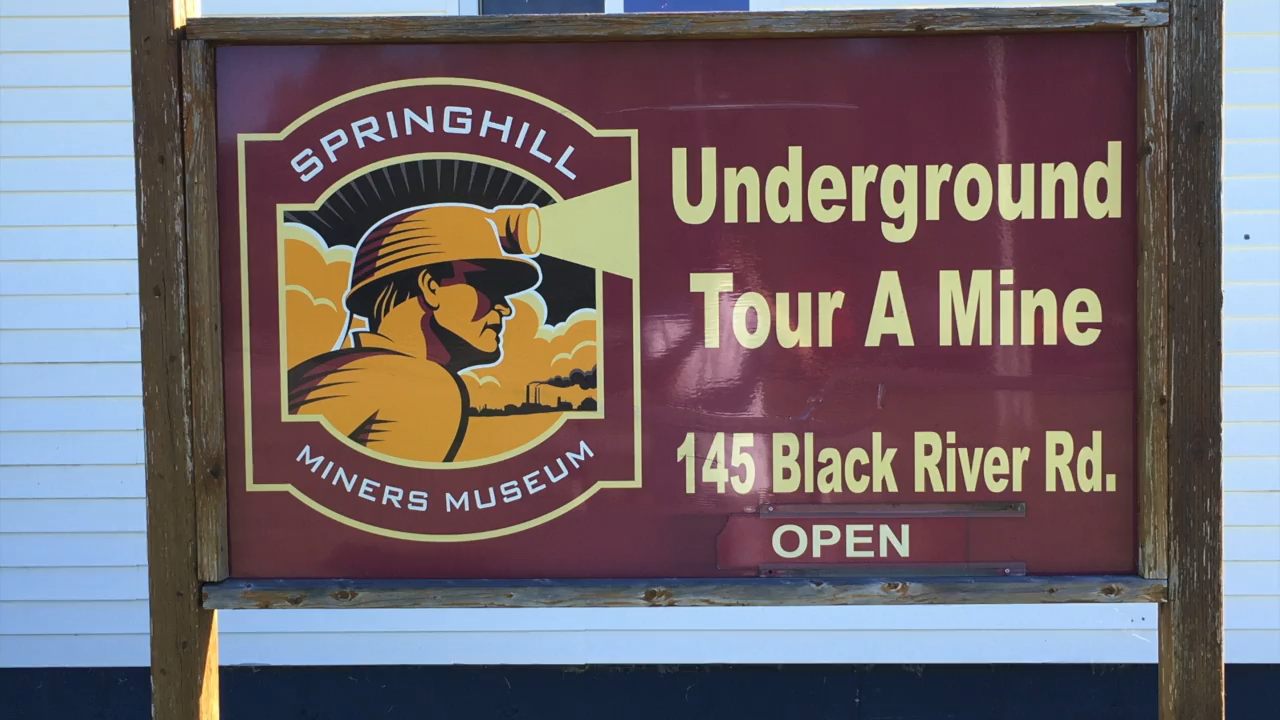 SPRINGHILL
MINERS MUSEUM
Underground
Tour A Mine
145 Black River Rd.
OPEN